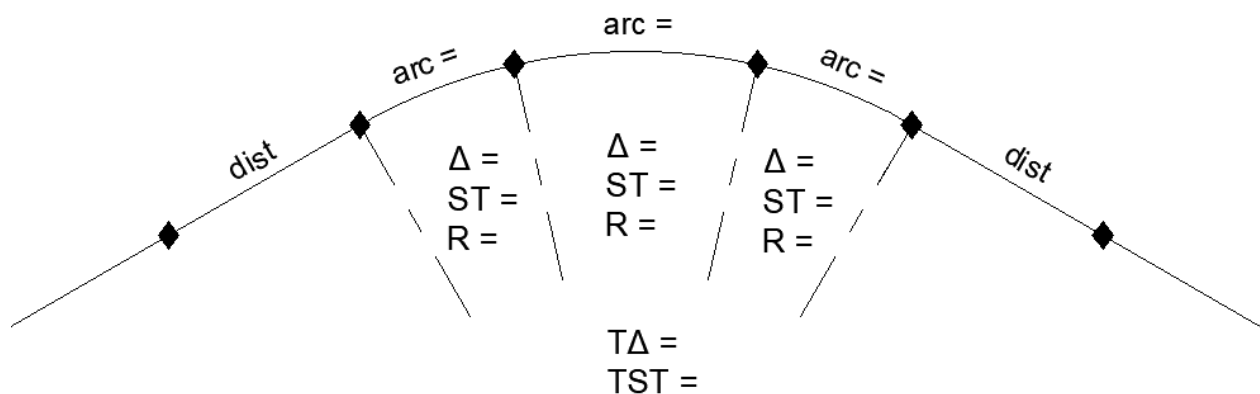 arc =
arc =
arc =
dist
dist
Δ =
ST =
R =
Δ =
ST =
R =
Δ =
ST =
R =
TΔ =
TST =